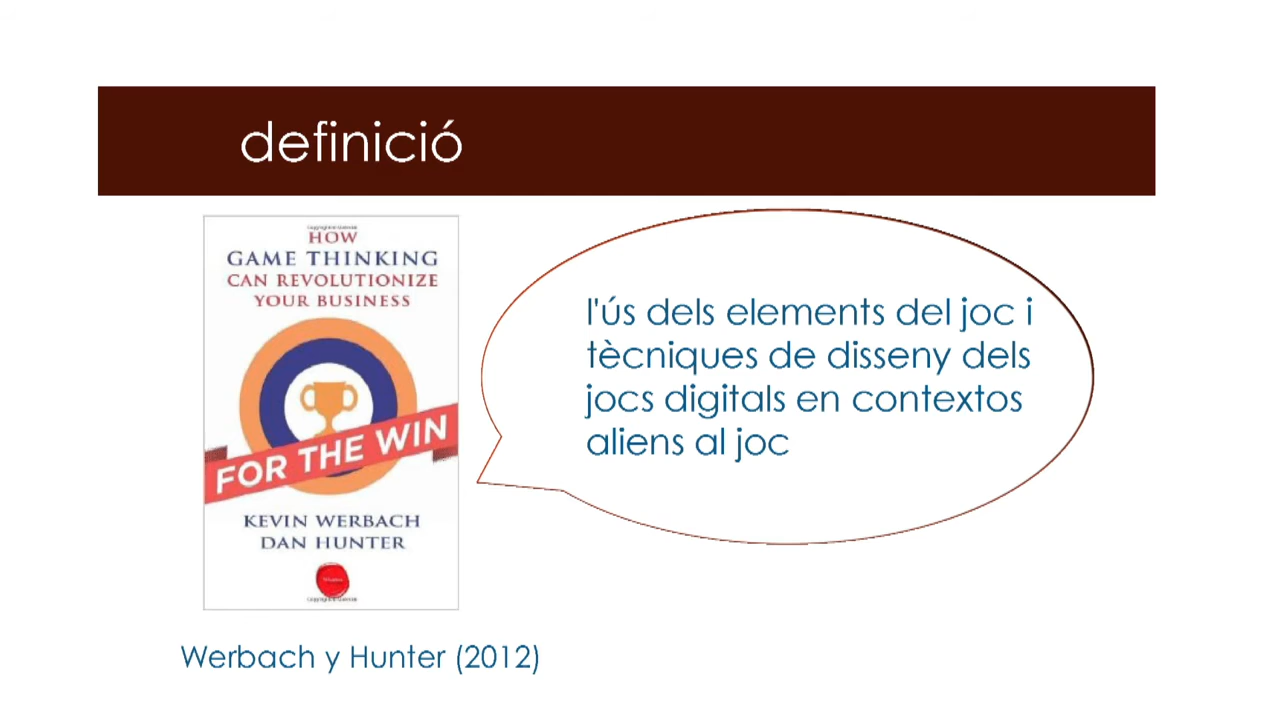 definició
HOW
GAME THINKING
CAN REVOLUTIONIZE
YOUR BUSINESS
FOR THE WIN
KEVIN WERBACH
DAN HUNTER
l'ús dels elements del joc i
tècniques de disseny dels
jocs digitals en contextos
aliens al joc
Werbach y Hunter (2012)